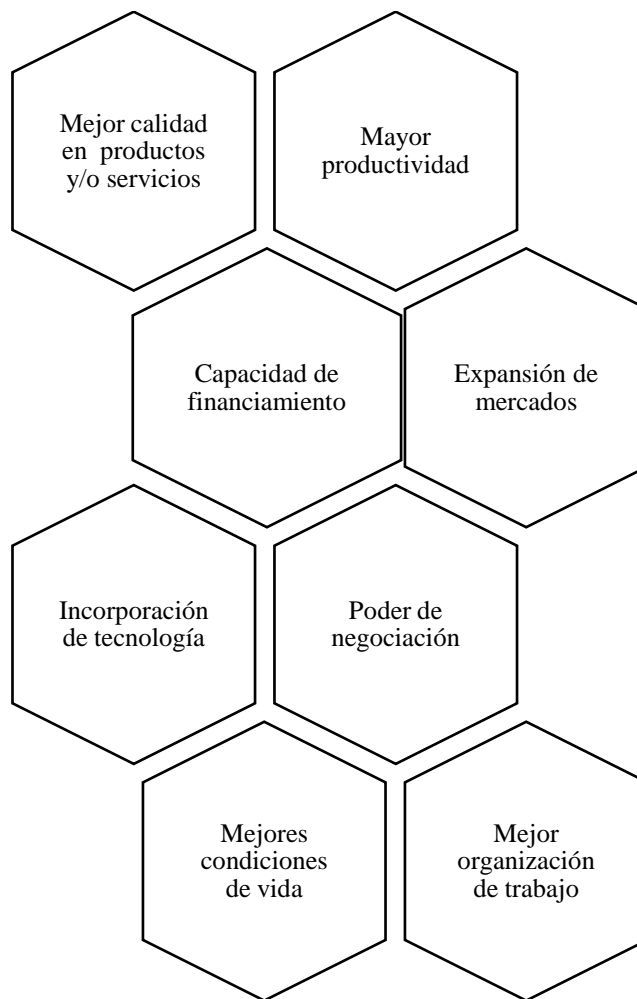 Mejor calidad
en productos
y/o servicios
Mayor
productividad
Capacidad de
financiamiento
Expansión de
mercados
Incorporación
de tecnología
Poder de
negociación
Mejores
condiciones
de vida
Mejor
organización
de trabajo